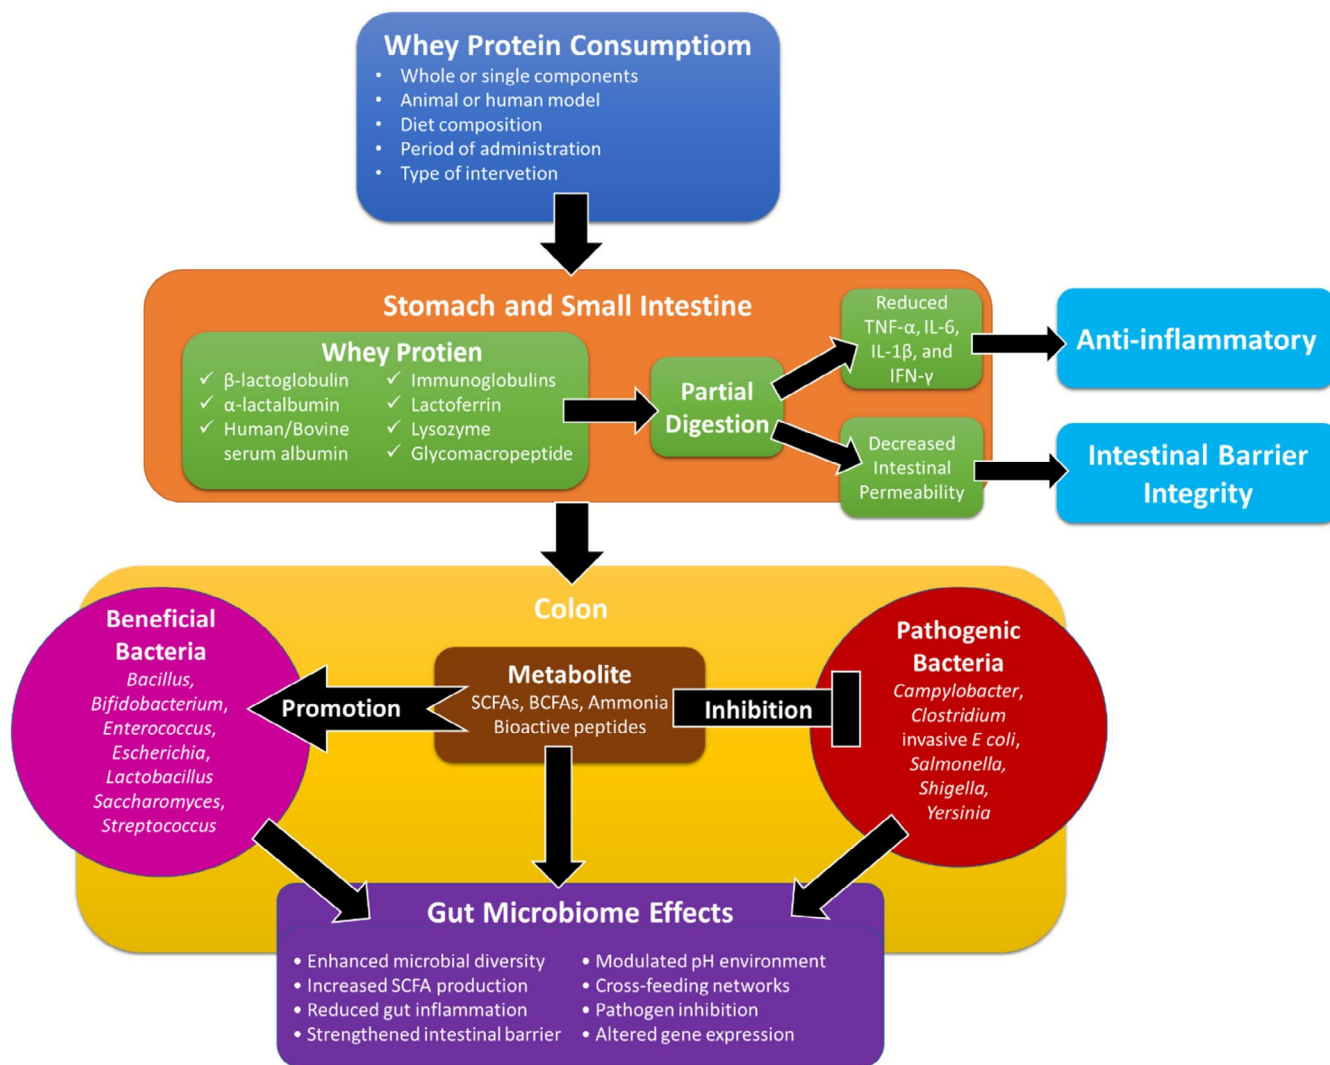 Whey Protein Consumptiom
• Whole or single components
• Animal or human model
• Diet composition
• Period of administration
• Type of intervetion
Stomach and Small Intestine
Whey Protien
✓ β-lactoglobulin
✓ α-lactalbumin
✓ Human/Bovine
serum albumin
✓ Immunoglobulins
✓ Lactoferrin
✓ Lysozyme
✓ Glycomacropeptide
Partial
Digestion
Reduced
TNF-α, IL-6,
IL-1β, and
IFN-γ
Anti-inflammatory
Decreased
Intestinal
Permeability
Intestinal Barrier
Integrity
Colon
Beneficial
Bacteria
Bacillus,
Bifidobacterium,
Enterococcus,
Escherichia,
Lactobacillus
Saccharomyces,
Streptococcus
Promotion
Metabolite
SCFAs, BCFAs, Ammonia
Bioactive peptides
Inhibition
Pathogenic
Bacteria
Campylobacter,
Clostridium
invasive E coli,
Salmonella,
Shigella,
Yersinia
Gut Microbiome Effects
• Enhanced microbial diversity
• Increased SCFA production
• Reduced gut inflammation
• Strengthened intestinal barrier
• Modulated pH environment
• Cross-feeding networks
• Pathogen inhibition
• Altered gene expression